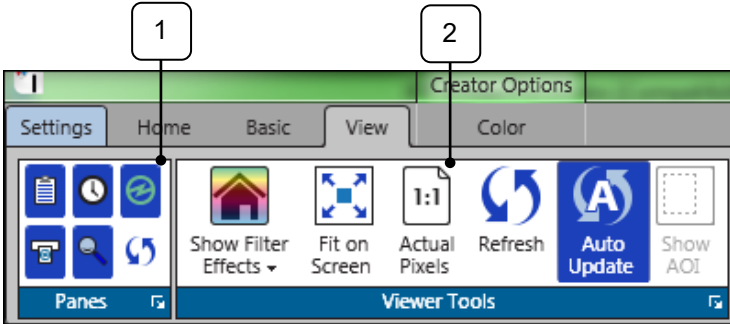 1
2
Creator Options
Settings Home Basic View Color
1:1
A
Show Filter
Effects
Fit on
Screen
Actual
Pixels
Refresh
Auto
Update
Show
AOI
Panes
Viewer Tools